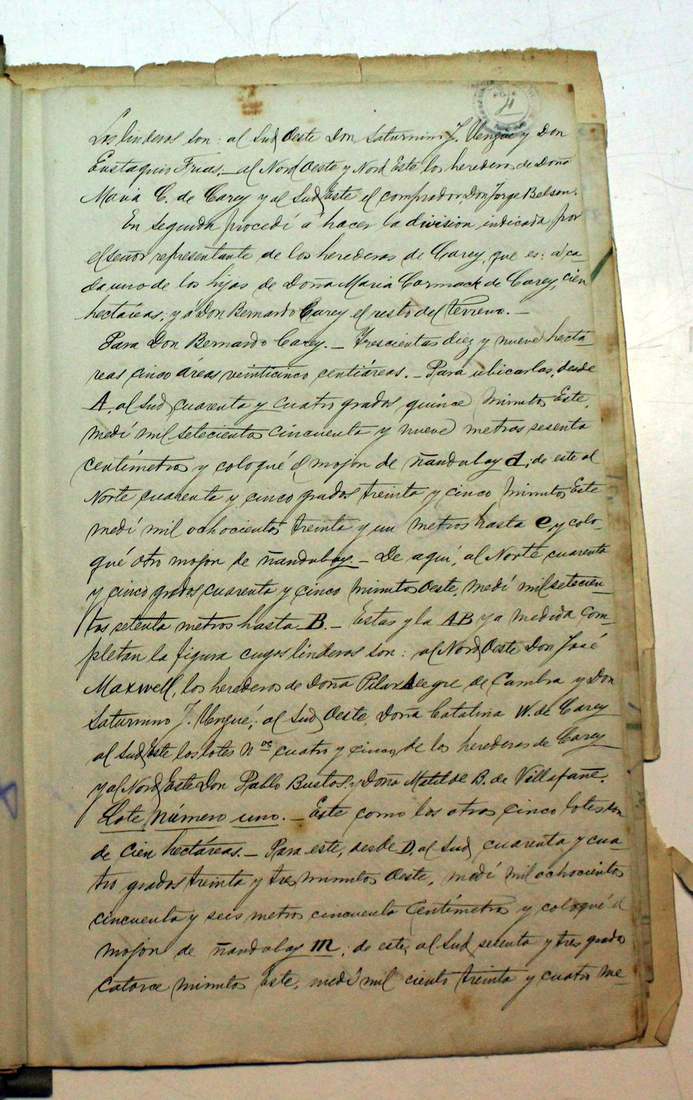 Los linderos son: al Sud Oeste Don Saturnino J. Unzué y Don
Eustaquio Frias.- al Nord Oeste y Nord Este los herederos de Doña
Maria C. de Carey y al Sud Este el comprador Don Jorge Belson.
En seguida procedí á hacer la division indicada por
el señor representante de los herederos de Carey, que es: a ca
da uno de los hijos de Doña Maria Cormack de Carey, cien
hectáreas; y a Don Bernardo Carey el resto del terreno.-
Para Don Bernardo Carey.- Trescientas diez y nueve hectá
reas cinco áreas veinticinco centiáreas.- Para ubicarlas, desde
A, al Sud cuarenta y cuatro grados quince minutos Este,
medí mil setecientos cincuenta y nueve metros sesenta
centímetros y coloqué el mojon de ñandubay d; de este al
Norte cuarenta y cinco grados treinta y cinco minutos Este
medí mil ochocientos treinta y un metros hasta e, y colo-
qué otro mojon de ñandubay.- De aquí, al Norte cuarenta
y cinco grados cuarenta y cinco minutos Oeste, medí mil setecien-
tos setenta metros hasta B.- Estas y la AB ya medida com-
pletan la figura cuyos linderos son: al Nord Oeste Don José
Maxwell, los herederos de Doña Pilar Alegre de Cambra y Don
Saturnino J. Unzué; al Sud Oeste Doña Catalina W. de Carey
al Sud Este los lotes Nos cuatro y cinco, de los herederos de Carey
y al Nord Este Don Pablo Bustos y Doña Matilde B. de Villafañe.
Lote número uno.- Este como los otros cinco lotes son
de cien hectáreas.- Para este, desde D, al Sud cuarenta y cua
tro grados treinta y tres minutos Oeste, medí mil ochocientos
cincuenta y seis metros cincuenta centímetros y coloqué el
mojon de ñandubay m; de este, al Sud setenta y tres grados
catorce minutos Este, medí mil ciento treinta y cuatro me-